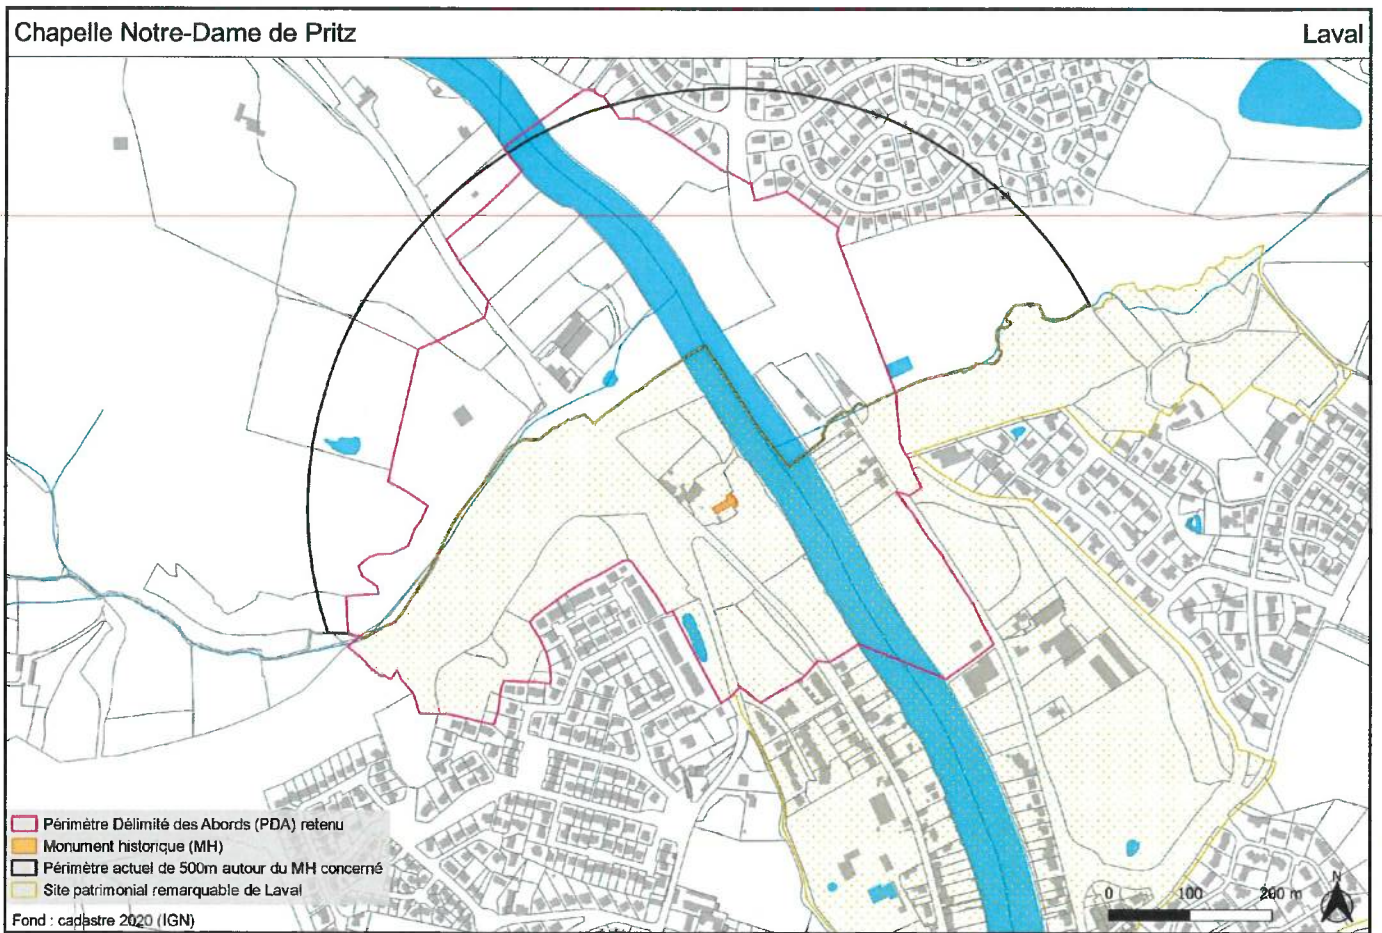 Chapelle Notre-Dame de Pritz
Laval
Périmètre Délimité des Abords (PDA) retenu
Monument historique (MH)
Périmètre actuel de 500m autour du MH concerné
Site patrimonial remarquable de Laval
Fond : cadastre 2020 (IGN)
0 100 200 m
N